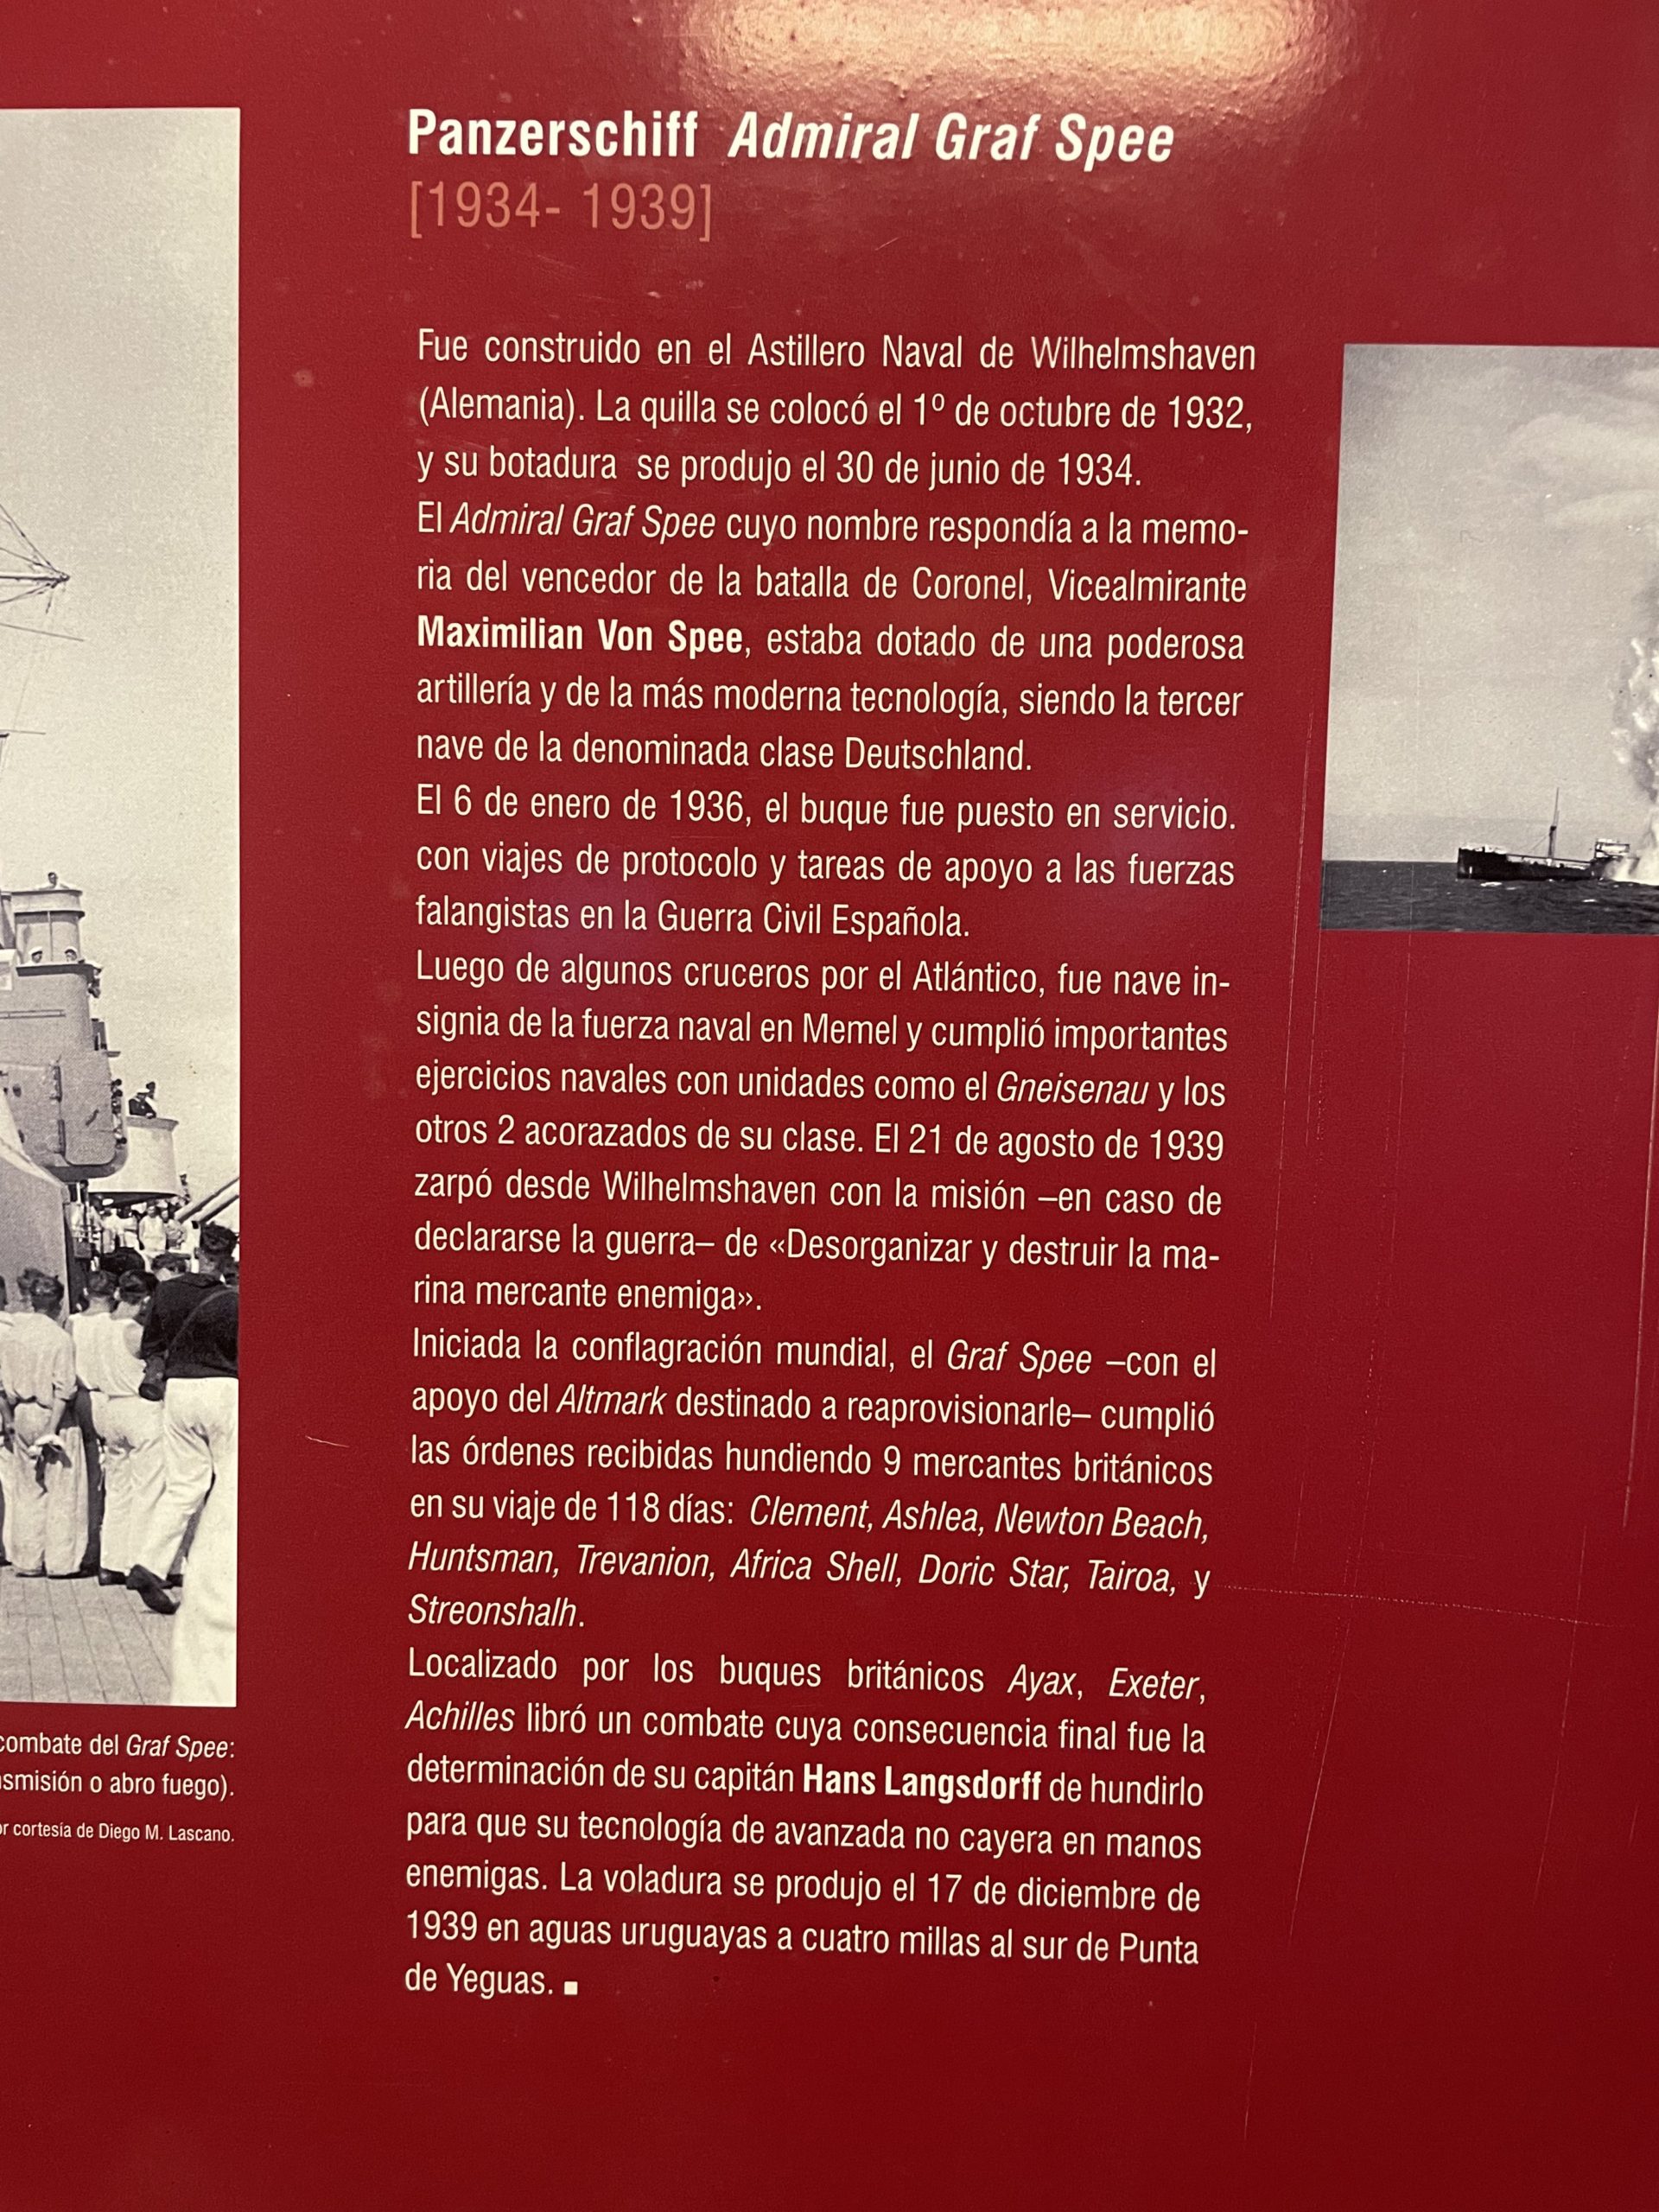 Panzerschiff Admiral Graf Spee
[1934- 1939]
Fue construido en el Astillero Naval de Wilhelmshaven
(Alemania). La quilla se colocó el 1º de octubre de 1932,
y su botadura se produjo el 30 de junio de 1934.
El Admiral Graf Spee cuyo nombre respondía a la memo-
ria del vencedor de la batalla de Coronel, Vicealmirante
Maximilian Von Spee, estaba dotado de una poderosa
artillería y de la más moderna tecnología, siendo la tercer
nave de la denominada clase Deutschland.
El 6 de enero de 1936, el buque fue puesto en servicio.
con viajes de protocolo y tareas de apoyo a las fuerzas
falangistas en la Guerra Civil Española.
Luego de algunos cruceros por el Atlántico, fue nave in-
signia de la fuerza naval en Memel y cumplió importantes
ejercicios navales con unidades como el Gneisenau y los
otros 2 acorazados de su clase. El 21 de agosto de 1939
zarpó desde Wilhelmshaven con la misión –en caso de
declararse la guerra– de «Desorganizar y destruir la ma-
rina mercante enemiga».
Iniciada la conflagración mundial, el Graf Spee –con el
apoyo del Altmark destinado a reaprovisionarle– cumplió
las órdenes recibidas hundiendo 9 mercantes británicos
en su viaje de 118 días: Clement, Ashlea, Newton Beach,
Huntsman, Trevanion, Africa Shell, Doric Star, Tairoa, y
Streonshalh.
Localizado por los buques británicos Ayax, Exeter,
Achilles libró un combate cuya consecuencia final fue la
determinación de su capitán Hans Langsdorff de hundirlo
para que su tecnología de avanzada no cayera en manos
enemigas. La voladura se produjo el 17 de diciembre de
1939 en aguas uruguayas a cuatro millas al sur de Punta
de Yeguas. ■
combate del Graf Spee:
smisión o abro fuego).
or cortesía de Diego M. Lascano.